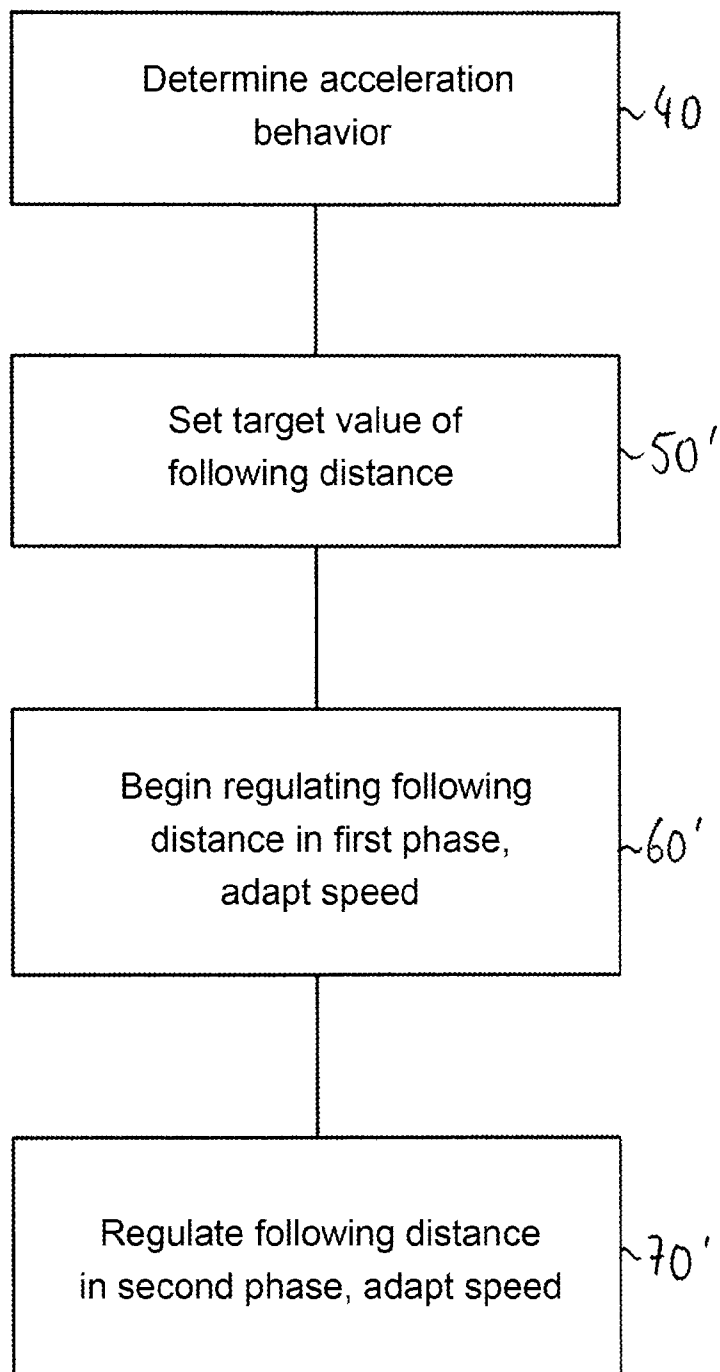 Determine acceleration
behavior
40
Set target value of
following distance
50'
Begin regulating following
distance in first phase,
adapt speed
60'
Regulate following distance
in second phase, adapt speed
70'